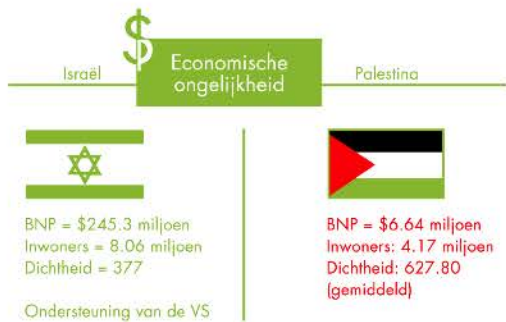 $
Economische
ongelijkheid
Israël
Palestina
BNP = $245.3 miljoen
Inwoners = 8.06 miljoen
Dichtheid = 377
Ondersteuning van de VS
BNP = $6.64 miljoen
Inwoners: 4.17 miljoen
Dichtheid: 627.80
(gemiddeld)